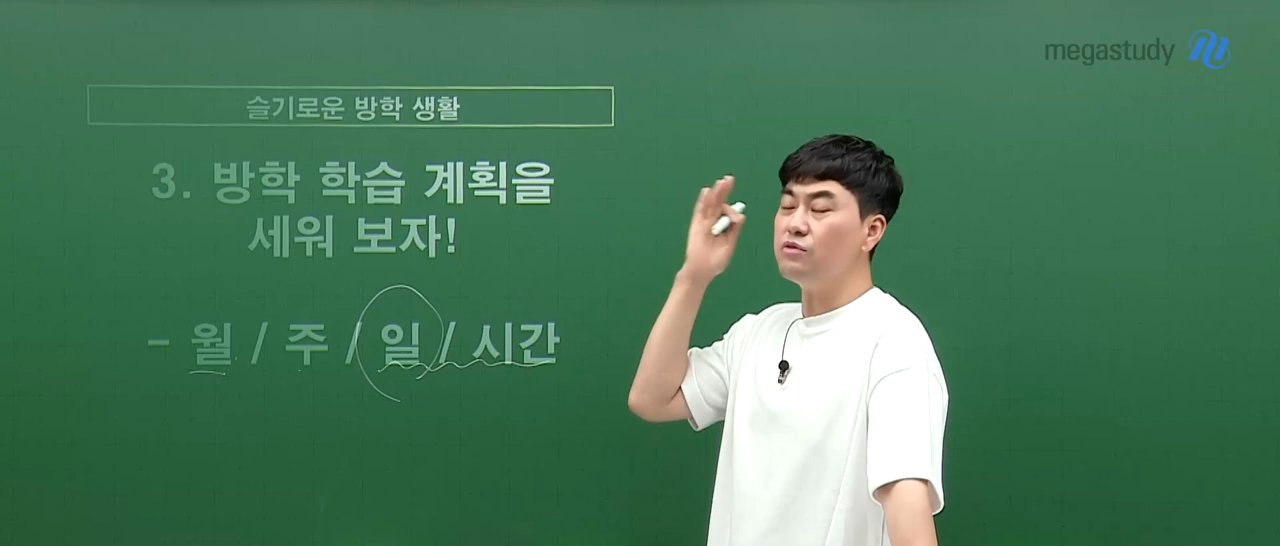 megastudy
슬기로운 방학 생활
3. 방학 학습 계획을
세워 보자!
- 월 / 주 / 일 / 시간